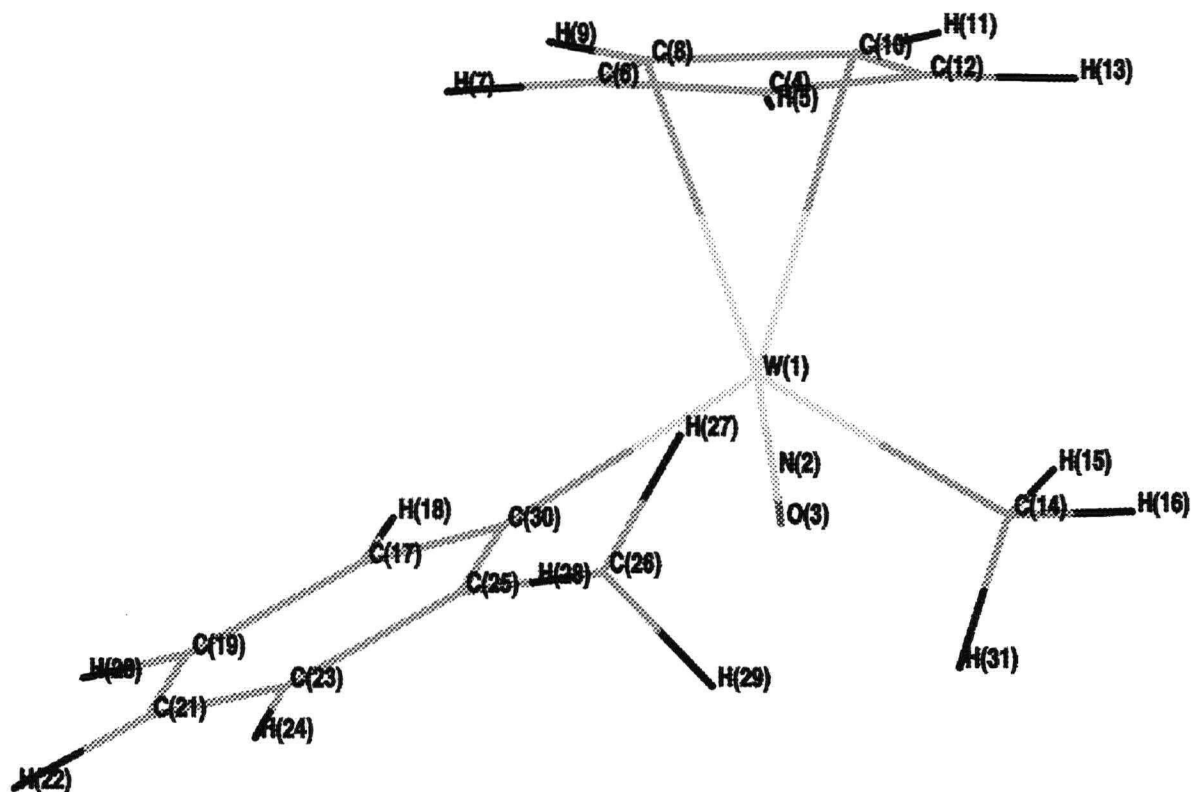 H(11)
H(9)
C(8)
C(10)
C(6)
C(4)
C(12)
H(13)
H(7)
H(5)
W(1)
H(27)
N(2)
H(15)
H(18)
C(30)
O(3)
C(14)
H(16)
C(17)
C(25)
H(28)
C(26)
C(19)
H(20)
C(23)
H(29)
H(31)
C(21)
H(24)
H(22)